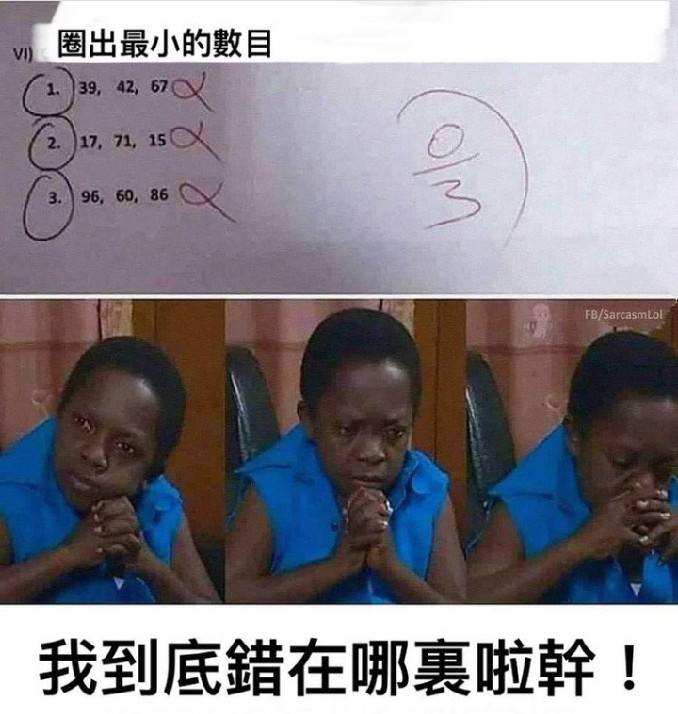 圈出最小的數目
VI)
1. 39, 42, 67
2. 17, 71, 15
3. 96, 60, 86
0/3
FB/SarcasmLol
我到底錯在哪裏啦幹！